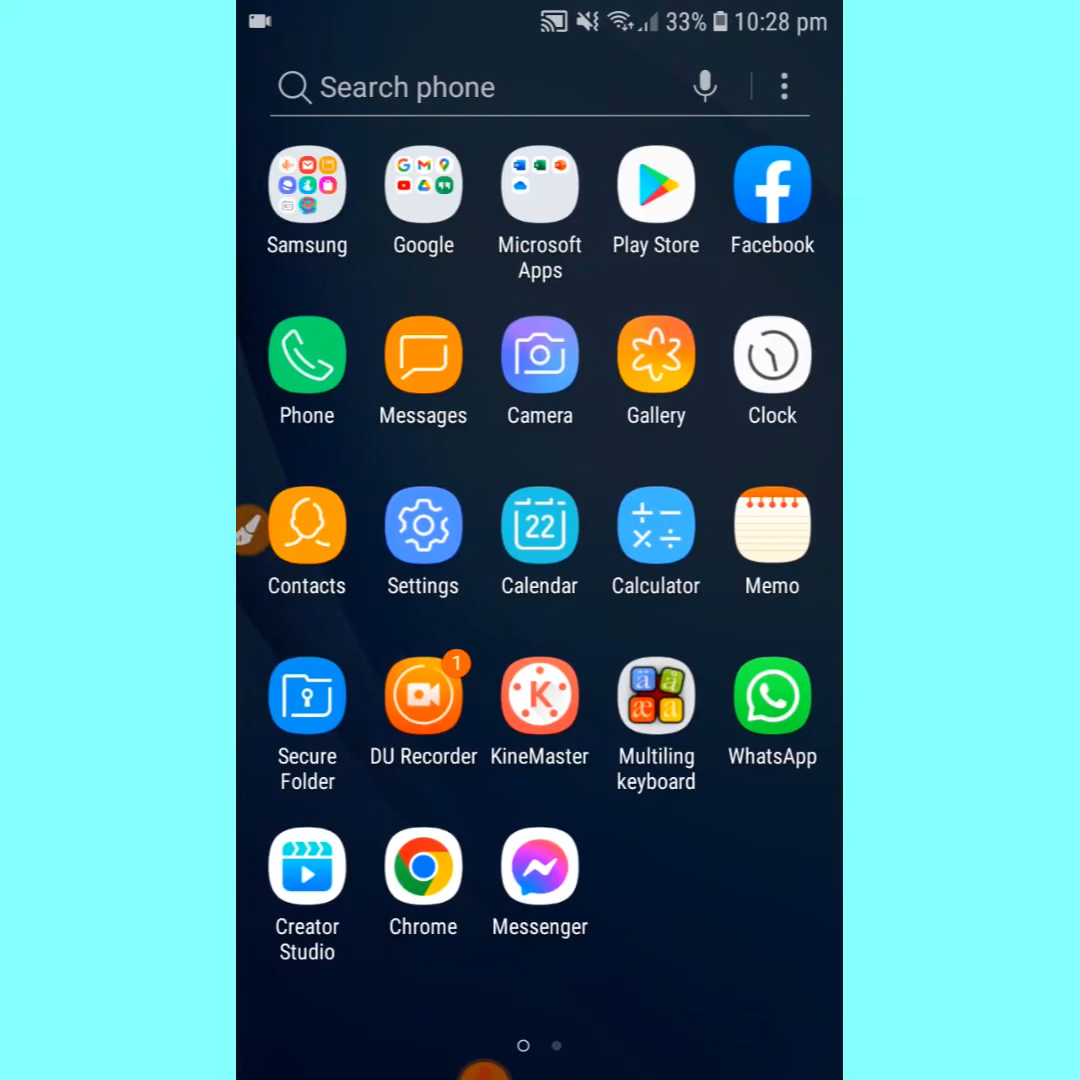 33% 10:28 pm
Search phone
Samsung Google Microsoft Apps Play Store Facebook
Phone Messages Camera Gallery Clock
22
Contacts Settings Calendar Calculator Memo
1
K
Secure Folder DU Recorder KineMaster Multiling keyboard WhatsApp
Creator Studio Chrome Messenger